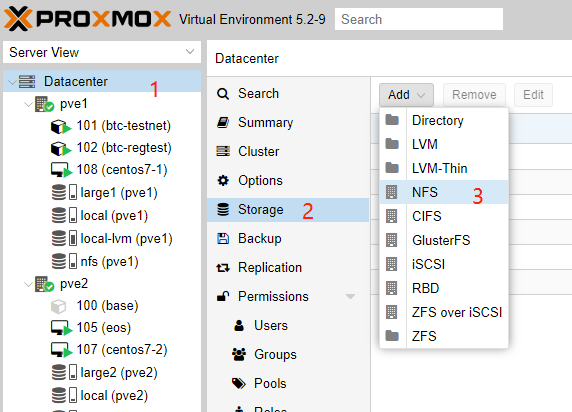 PROXMOX Virtual Environment 5.2-9 Search
Server View
Datacenter 1
pve1
101 (btc-testnet)
102 (btc-regtest)
108 (centos7-1)
large1 (pve1)
local (pve1)
local-lvm (pve1)
nfs (pve1)
pve2
100 (base)
105 (eos)
107 (centos7-2)
large2 (pve2)
local (pve2)
Datacenter
Search
Summary
Cluster
Options
Storage 2
Backup
Replication
Permissions
Users
Groups
Pools
Roles
Add Remove Edit
Directory
LVM
LVM-Thin
NFS 3
CIFS
GlusterFS
iSCSI
RBD
ZFS over iSCSI
ZFS